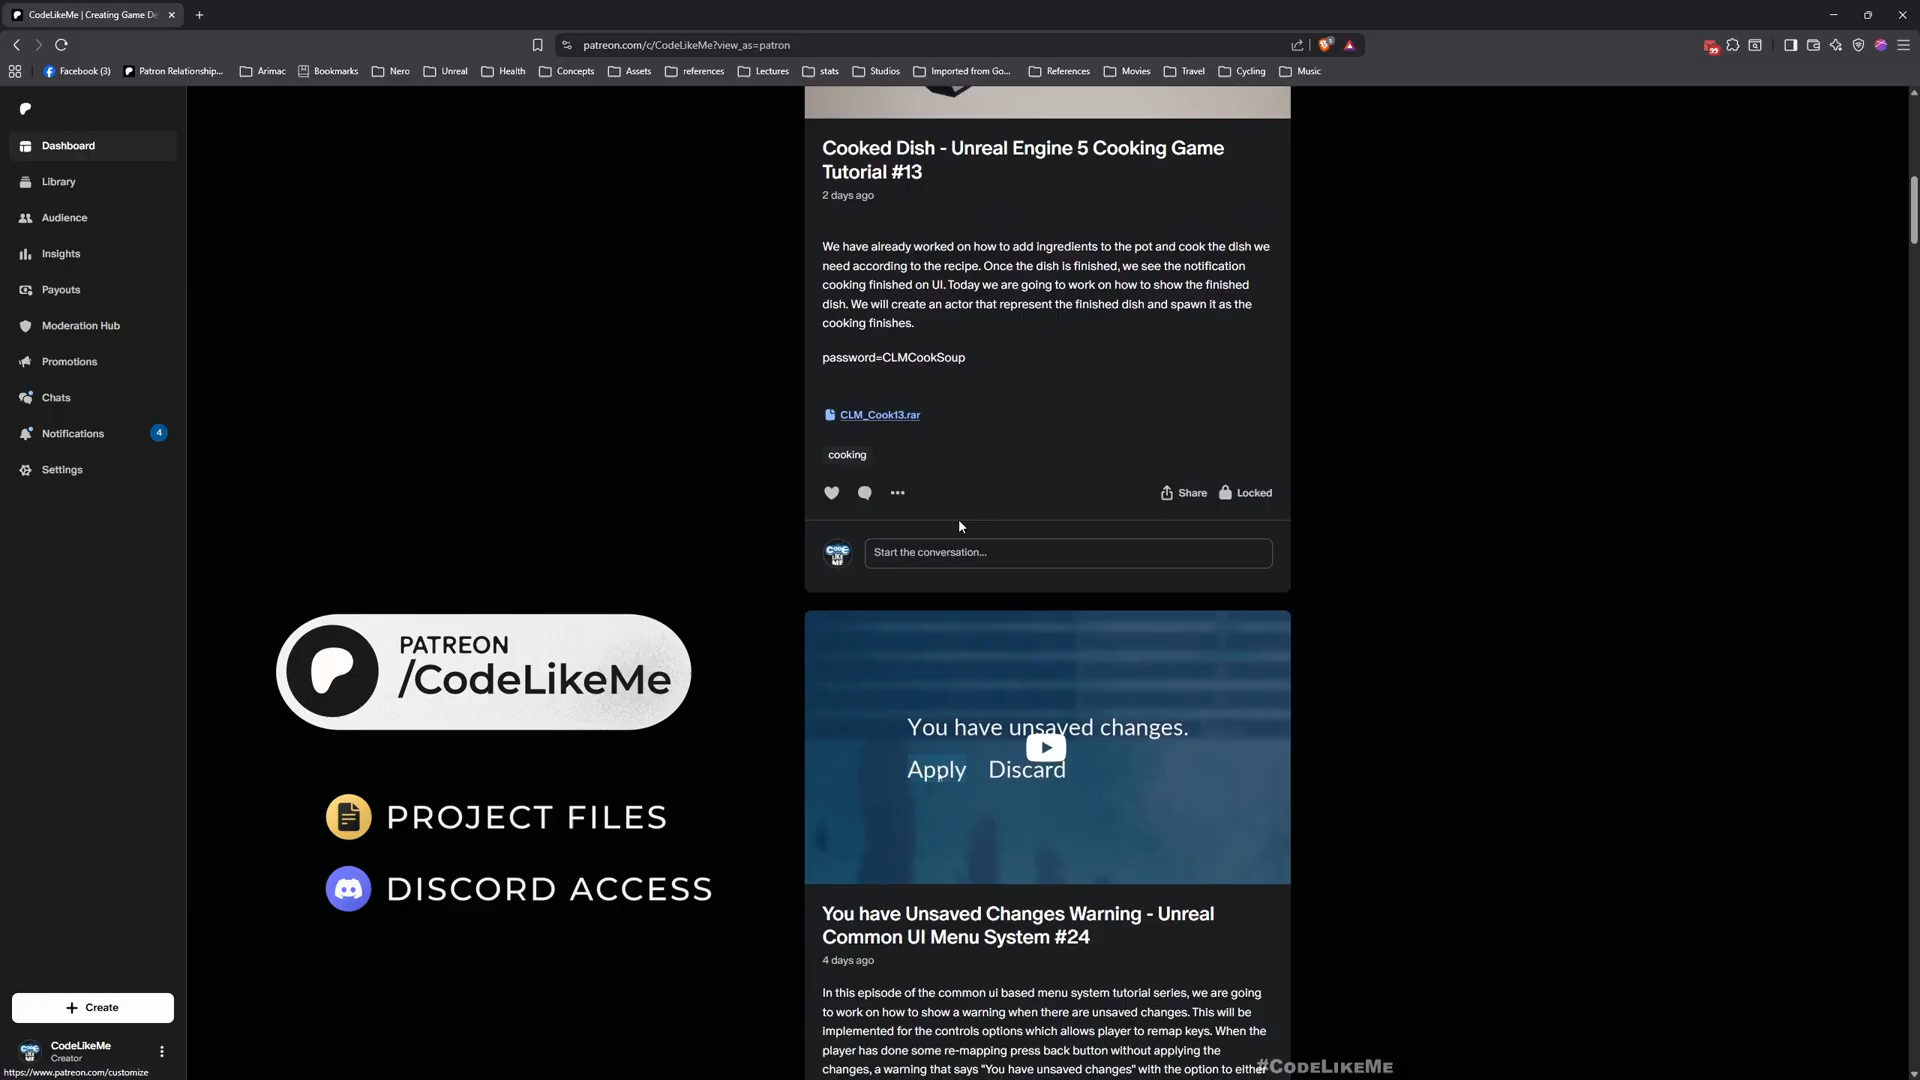 CodeLikeMe | Creating Game De
patreon.com/c/CodeLikeMe?view_as=patron
99
5
Facebook (3)
Patron Relationship...
Arimac
Bookmarks
Nero
Unreal
Health
Concepts
Assets
references
Lectures
stats
Studios
Imported from Go...
References
Movies
Travel
Cycling
Music
Dashboard
Library
Audience
Insights
Payouts
Moderation Hub
Promotions
Chats
Notifications
4
Settings
Cooked Dish - Unreal Engine 5 Cooking Game
Tutorial #13
2 days ago
We have already worked on how to add ingredients to the pot and cook the dish we
need according to the recipe. Once the dish is finished, we see the notification
cooking finished on UI. Today we are going to work on how to show the finished
dish. We will create an actor that represent the finished dish and spawn it as the
cooking finishes.
password=CLMCookSoup
CLM_Cook13.rar
cooking
Share
Locked
CODE LIKE ME
Start the conversation...
PATREON
/CodeLikeMe
PROJECT FILES
DISCORD ACCESS
You have unsaved changes.
Apply Discard
You have Unsaved Changes Warning - Unreal
Common UI Menu System #24
4 days ago
In this episode of the common ui based menu system tutorial series, we are going
to work on how to show a warning when there are unsaved changes. This will be
implemented for the controls options which allows player to remap keys. When the
player has done some re-mapping press back button without applying the
changes, a warning that says "You have unsaved changes" with the option to either
#CodeLikeMe
+ Create
CodeLikeMe
Creator
https://www.patreon.com/customize